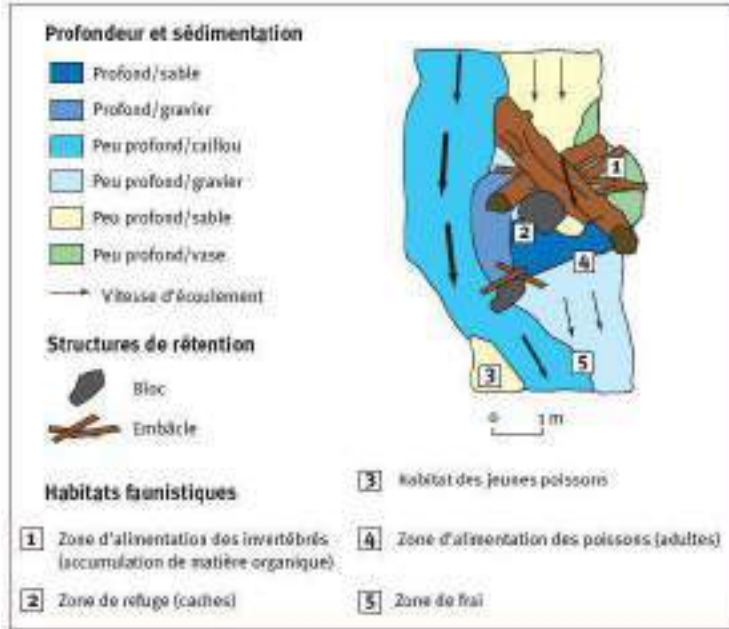 Profondeur et sédimentation
Profond/sable
Profond/gravier
Peu profond/caillou
Peu profond/gravier
Peu profond/sable
Peu profond/vase
Vitesse d'écoulement
Structures de rétention
Bloc
Embâcle
1
2
4
3
5
0 1 m
Habitats faunistiques
1 Zone d'alimentation des invertébrés
(accumulation de matière organique)
2 Zone de refuge (caches)
3 Habitat des jeunes poissons
4 Zone d'alimentation des poissons (adultes)
5 Zone de frai